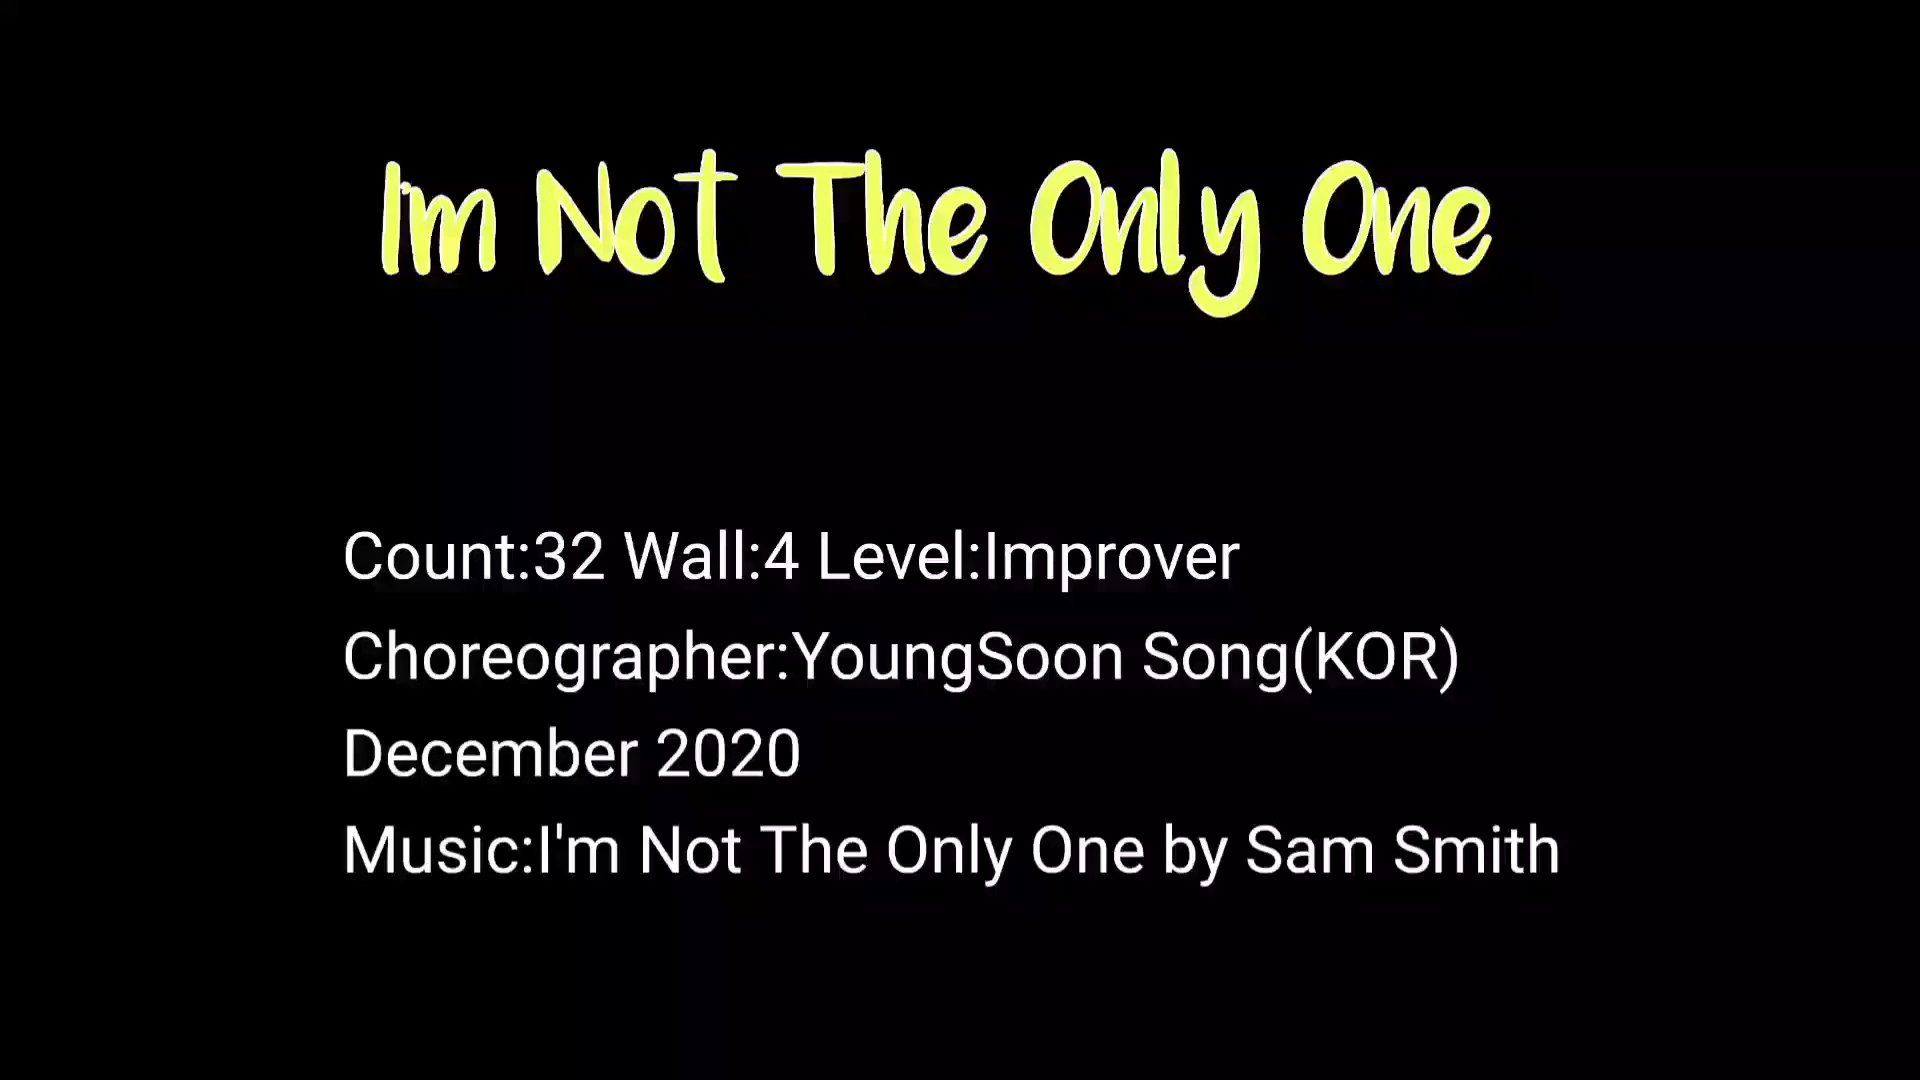 I'm Not The Only One
Count:32 Wall:4 Level:Improver
Choreographer:YoungSoon Song(KOR)
December 2020
Music:I'm Not The Only One by Sam Smith